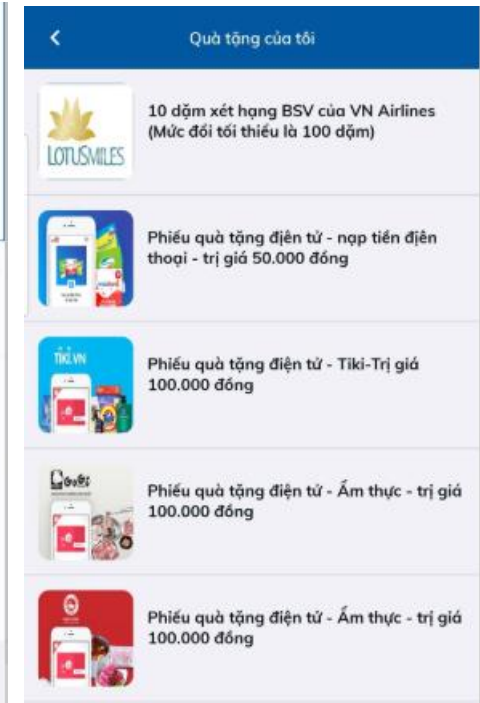 Quà tặng của tôi
LOTUSMILES
10 dặm xét hạng BSV của VN Airlines
(Mức đổi tối thiểu là 100 dặm)
Phiếu quà tặng điện tử - nạp tiền điện
thoại - trị giá 50.000 đồng
TIKI.VN
Phiếu quà tặng điện tử - Tiki-Trị giá
100.000 đồng
Phiếu quà tặng điện tử - Ẩm thực - trị giá
100.000 đồng
Phiếu quà tặng điện tử - Ẩm thực - trị giá
100.000 đồng